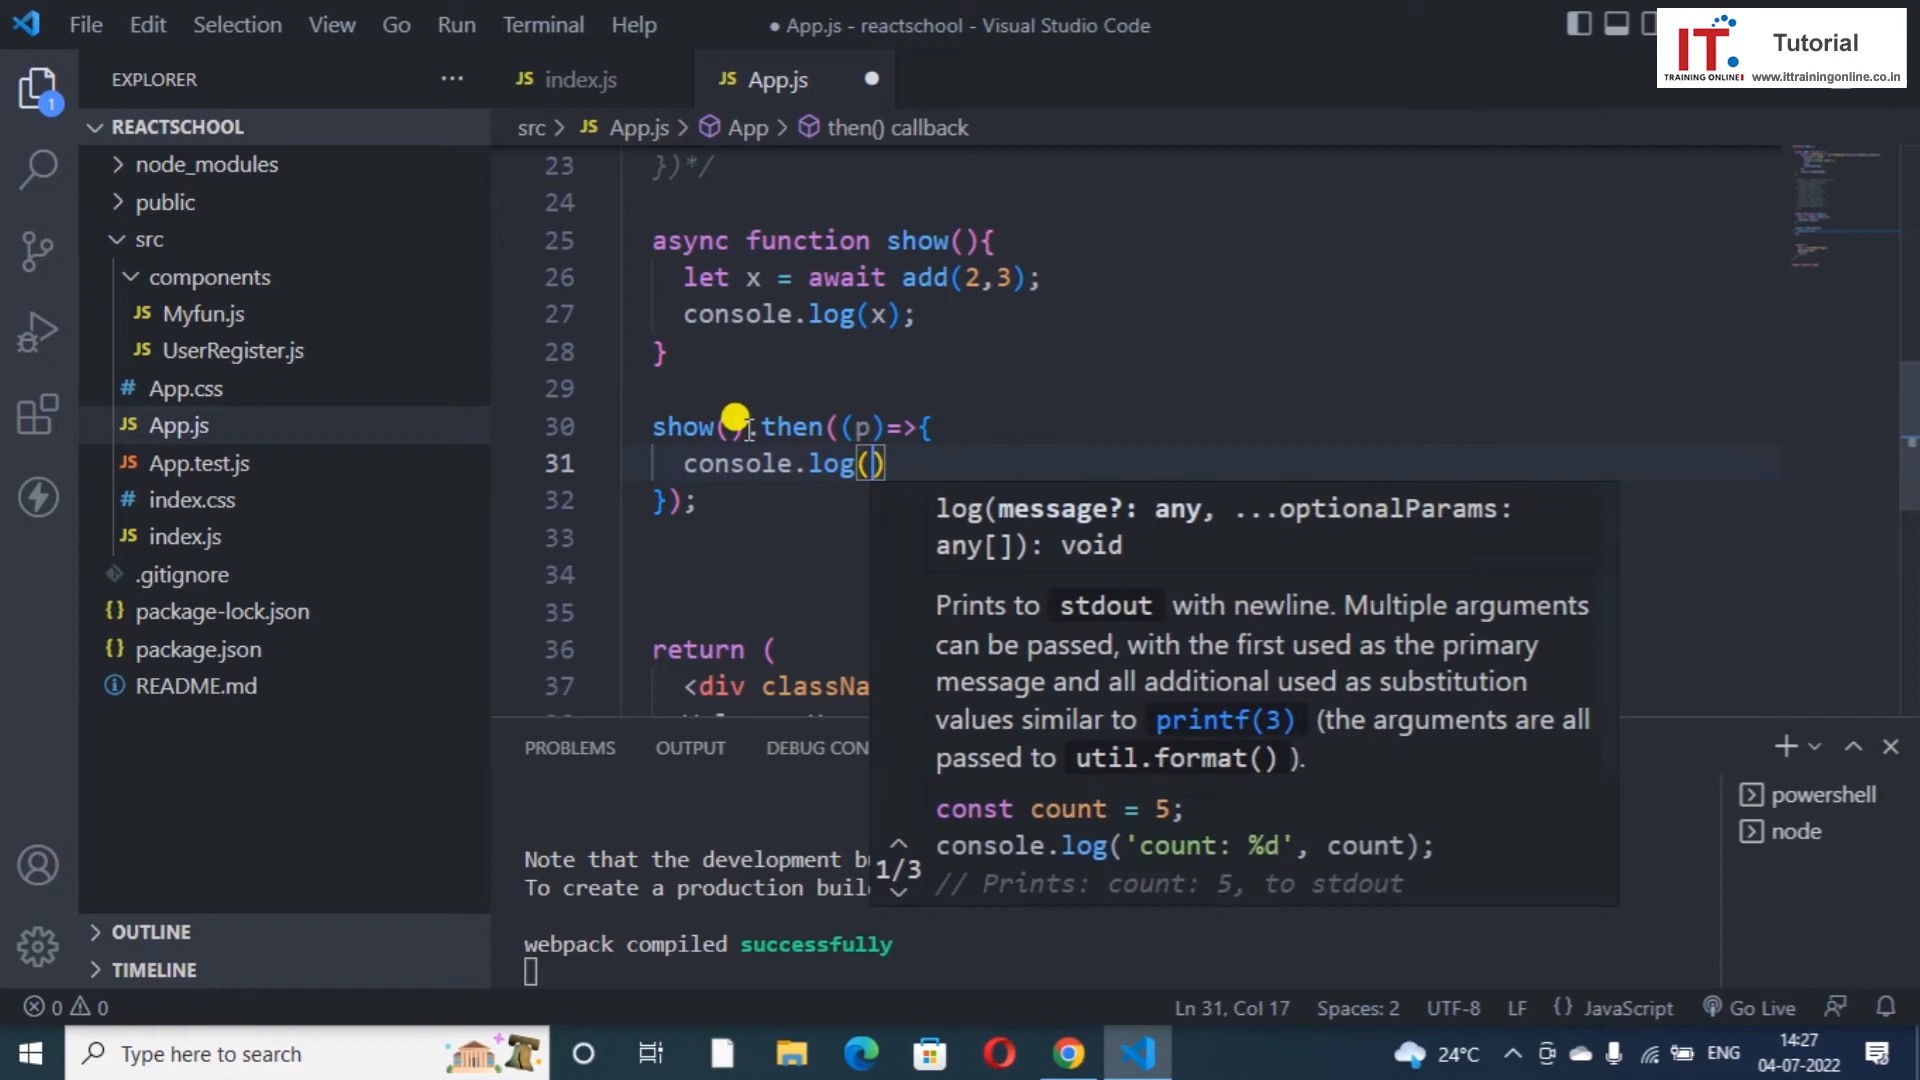 File Edit Selection View Go Run Terminal Help
● App.js - reactschool - Visual Studio Code
IT. Tutorial
TRAINING ONLINE
www.ittrainingonline.co.in
EXPLORER ···
JS index.js
JS App.js ●
1
REACTSCHOOL
src > JS App.js > App > then() callback
node_modules
public
src
components
JS Myfun.js
JS UserRegister.js
# App.css
JS App.js
JS App.test.js
# index.css
JS index.js
.gitignore
{} package-lock.json
{} package.json
README.md
OUTLINE
TIMELINE
23 })*/
24
25 async function show(){
26 let x = await add(2,3);
27 console.log(x);
28 }
29
30 show().then((p)=>{
31 console.log()
32 });
33
34
35
36 return (
37 <div classNa
log(message?: any, ...optionalParams:
any[]): void
Prints to stdout with newline. Multiple arguments
can be passed, with the first used as the primary
message and all additional used as substitution
values similar to printf(3) (the arguments are all
passed to util.format() ).
const count = 5;
console.log('count: %d', count);
// Prints: count: 5, to stdout
1/3
PROBLEMS OUTPUT DEBUG CON
powershell
node
Note that the development b
To create a production buil
webpack compiled successfully
0 0
Ln 31, Col 17 Spaces: 2 UTF-8 LF {} JavaScript Go Live
Type here to search
24°C ENG
14:27
04-07-2022